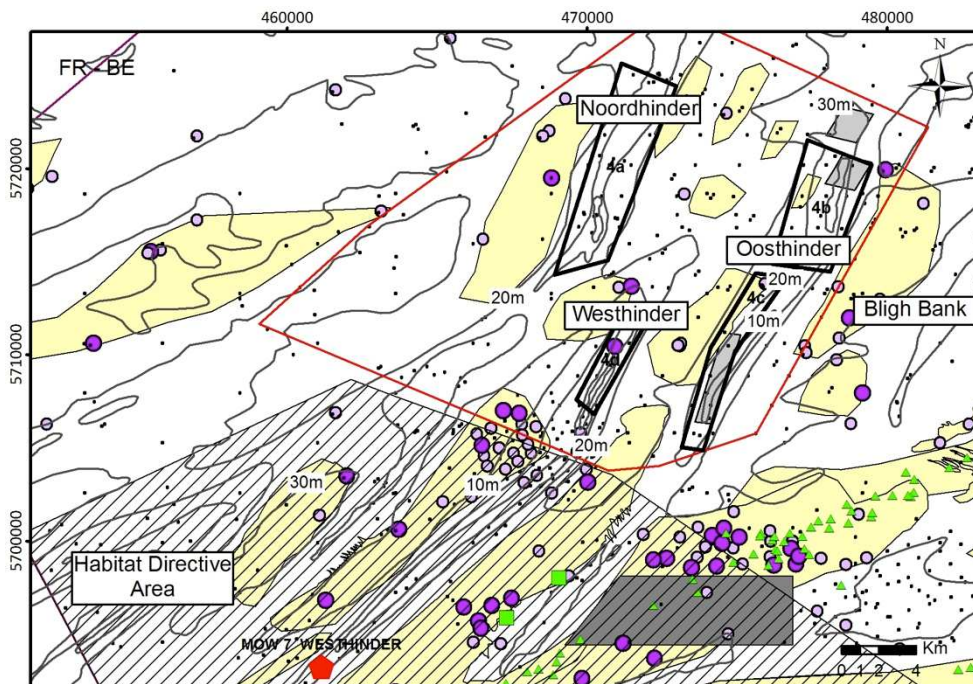 460000
470000
480000
FR - BE
N
Noordhinder
30m
5720000
4a
4b
Oosthinder
20m
4c
20m
Westhinder
10m
Bligh Bank
5710000
4d
20m
30m
10m
5700000
Habitat Directive
Area
MOW 7 WESTHINDER
Km
0 1 2 4